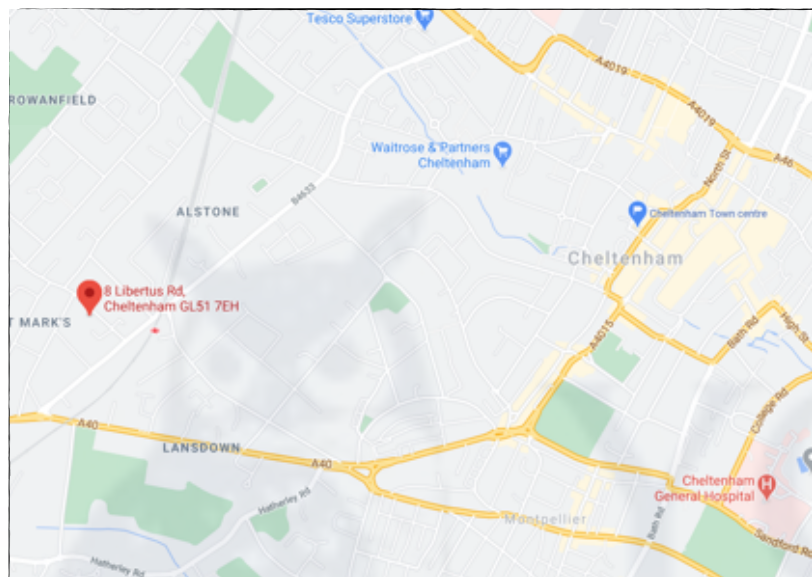 Tesco Superstore
ROWANFIELD
A4019
A4019
A46
North St
Waitrose & Partners
Cheltenham
B4633
ALSTONE
Cheltenham Town centre
Cheltenham
8 Libertus Rd,
Cheltenham GL51 7EH
T MARK'S
A4015
Bath Rd
High St
College Rd
A40
LANSDOWN
A40
Hatherley Rd
Cheltenham
General Hospital
Montpellier
Bath Rd
Sandford Rd
Hatherley Rd